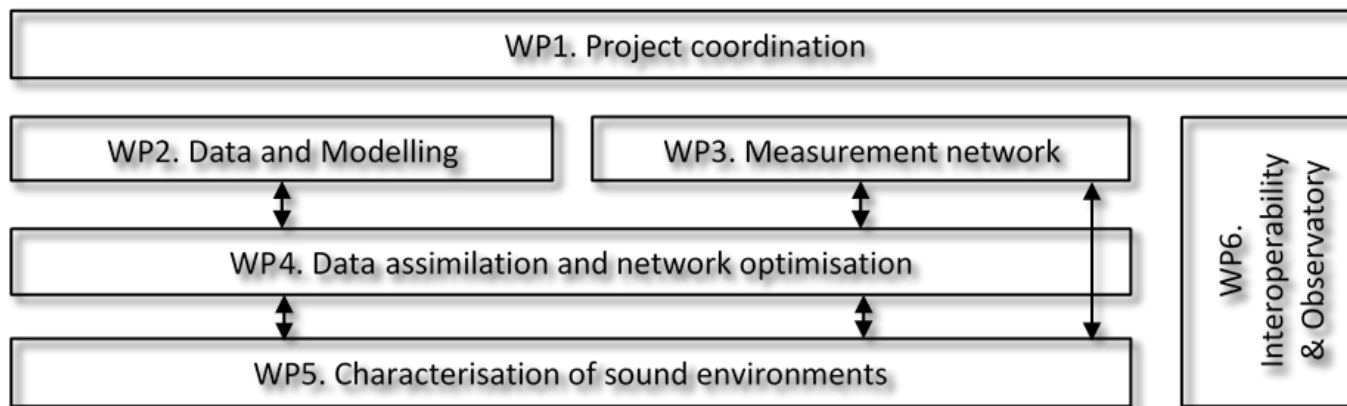 WP1. Project coordination
WP2. Data and Modelling
WP3. Measurement network
WP4. Data assimilation and network optimisation
WP5. Characterisation of sound environments
WP6.
Interoperability
& Observatory